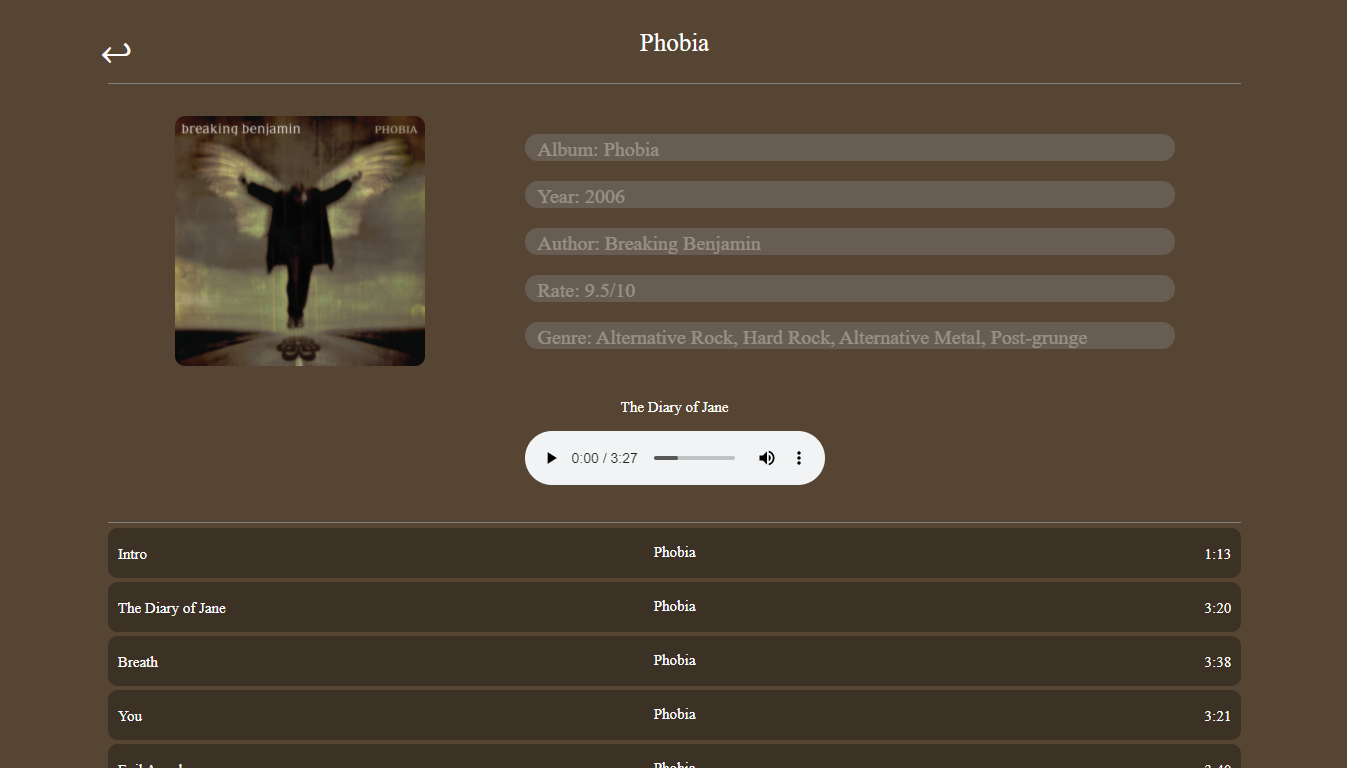 Phobia
breaking benjamin PHOBIA
Album: Phobia
Year: 2006
Author: Breaking Benjamin
Rate: 9.5/10
Genre: Alternative Rock, Hard Rock, Alternative Metal, Post-grunge
The Diary of Jane
0:00 / 3:27
Intro Phobia 1:13
The Diary of Jane Phobia 3:20
Breath Phobia 3:38
You Phobia 3:21
Phobia